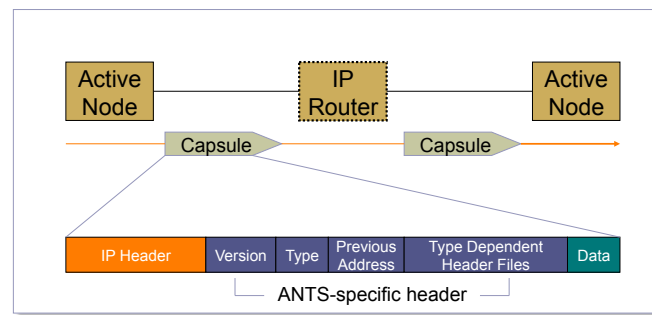 Active
Node
IP
Router
Active
Node
Capsule
Capsule
IP Header
Version
Type
Previous
Address
Type Dependent
Header Files
Data
ANTS-specific header